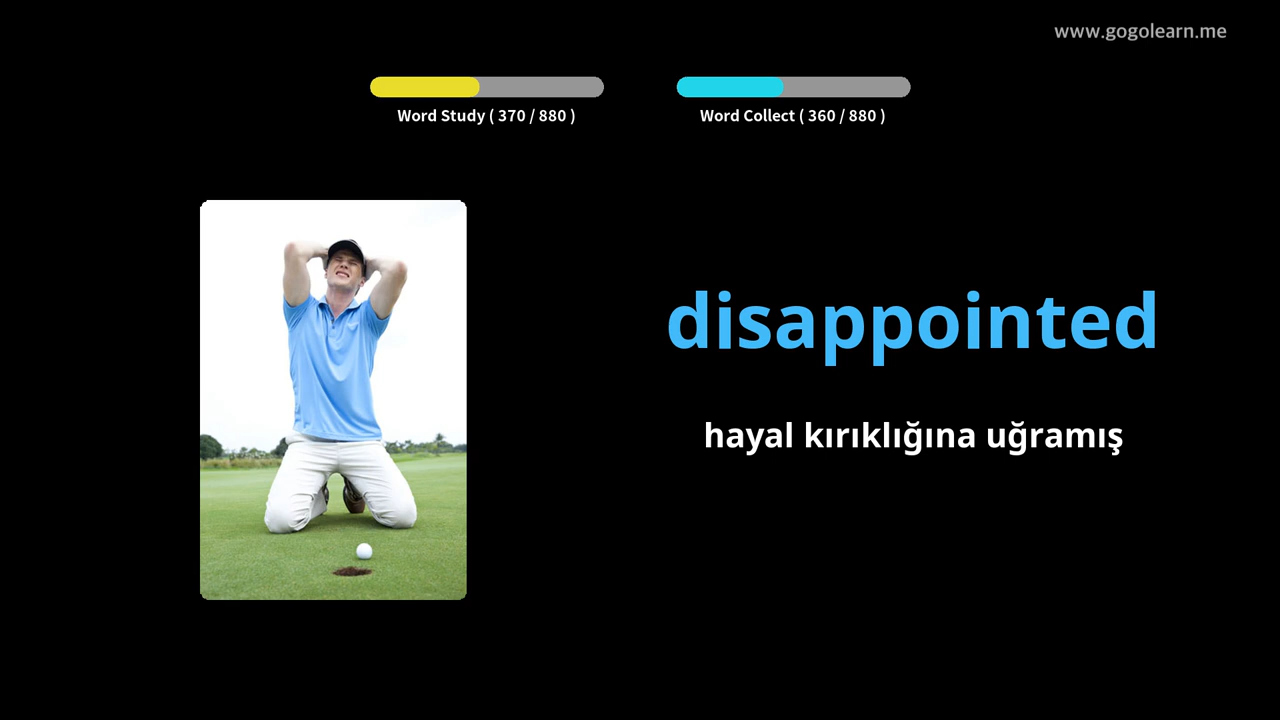 www.gogolearn.me
Word Study ( 370 / 880 )
Word Collect ( 360 / 880 )
disappointed
hayal kırıklığına uğramış